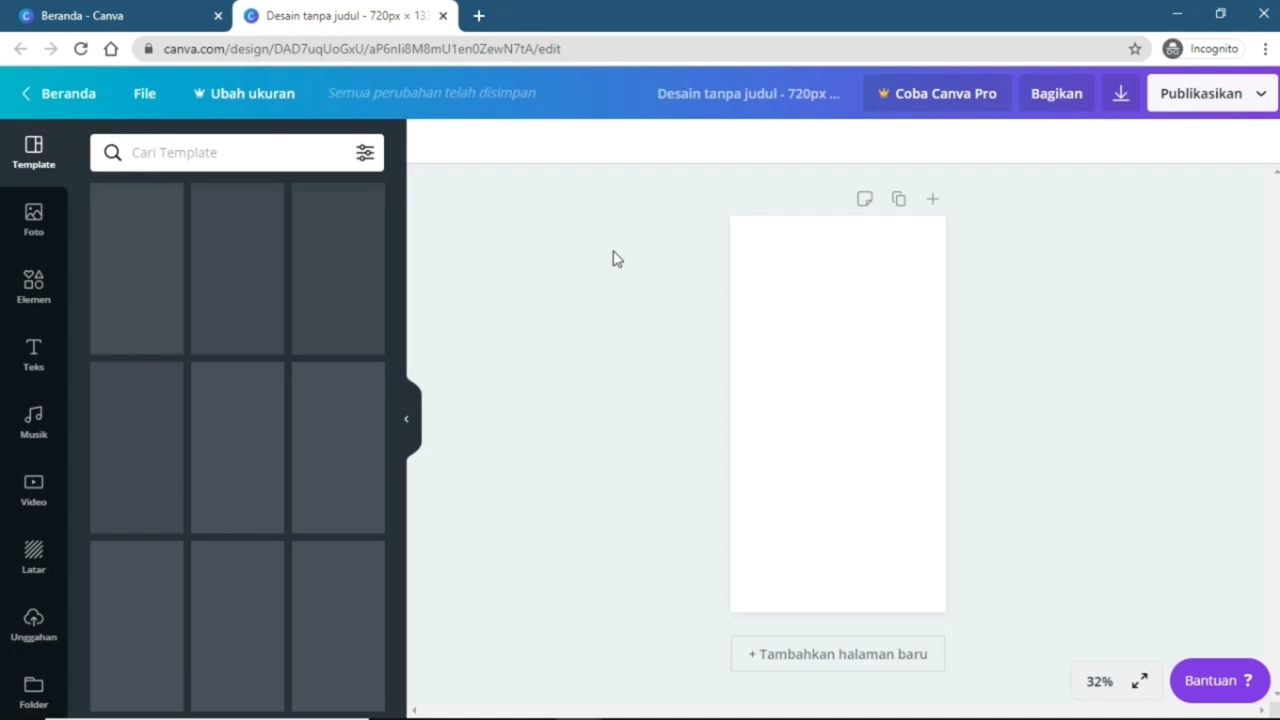 Beranda - Canva
Desain tanpa judul - 720px × 133
canva.com/design/DAD7uqUoGxU/aP6nIi8M8mU1en0ZewN7tA/edit
Incognito
Beranda
File
Ubah ukuran
Semua perubahan telah disimpan
Desain tanpa judul - 720px ...
Coba Canva Pro
Bagikan
Publikasikan
Template
Cari Template
Foto
Elemen
Teks
Musik
Video
Latar
Unggahan
Folder
+ Tambahkan halaman baru
32%
Bantuan ?